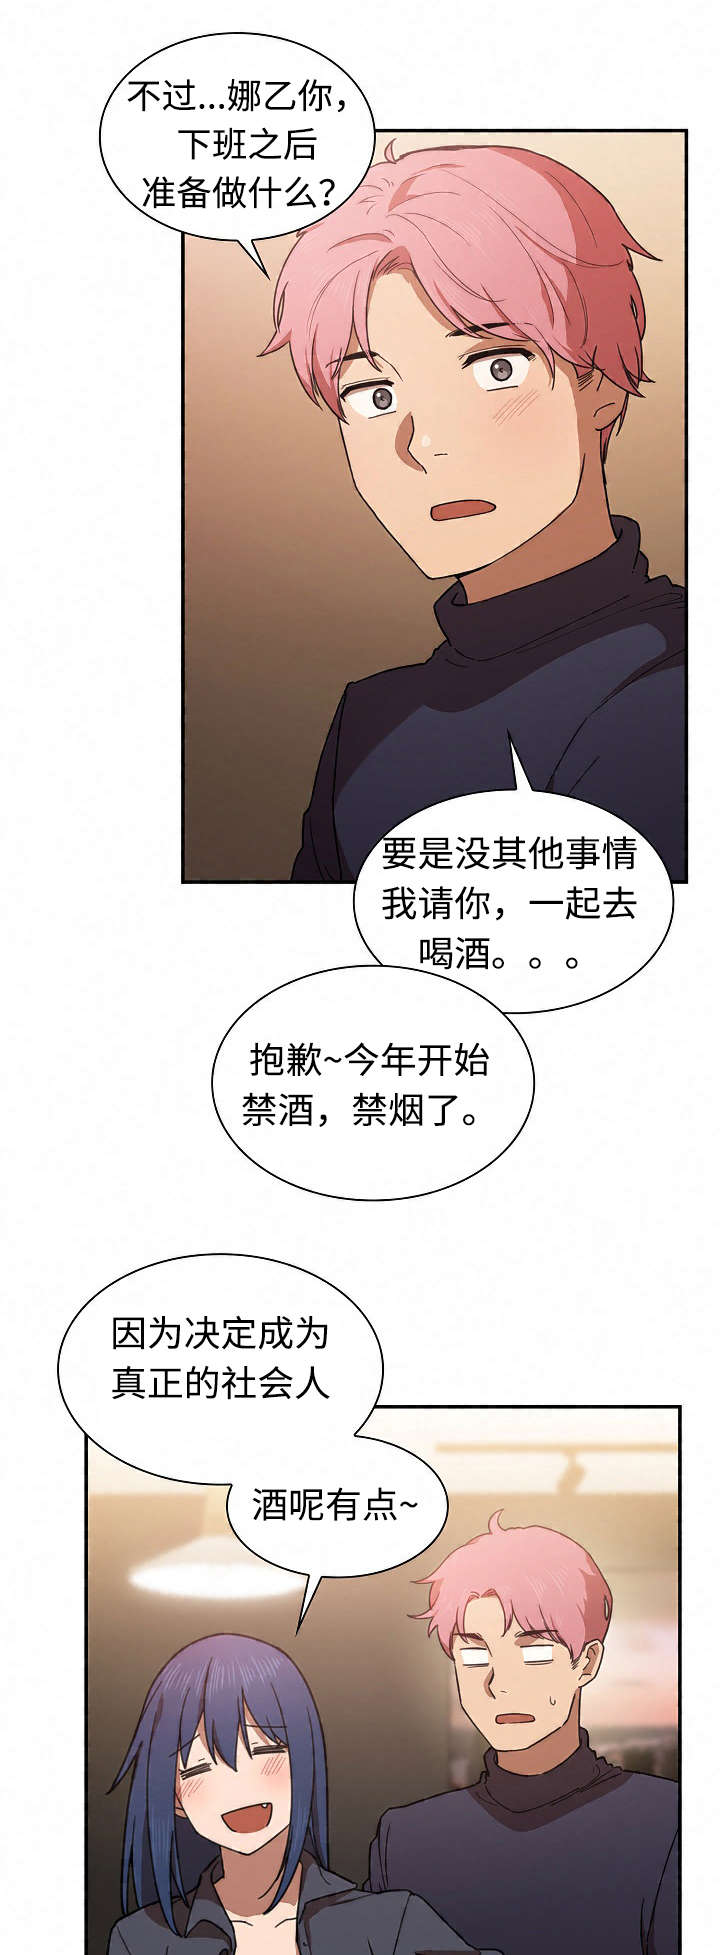 不过...娜乙你，
下班之后
准备做什么？
要是没其他事情
我请你，一起去
喝酒。。。
抱歉~今年开始
禁酒，禁烟了。
因为决定成为
真正的社会人
酒呢有点~